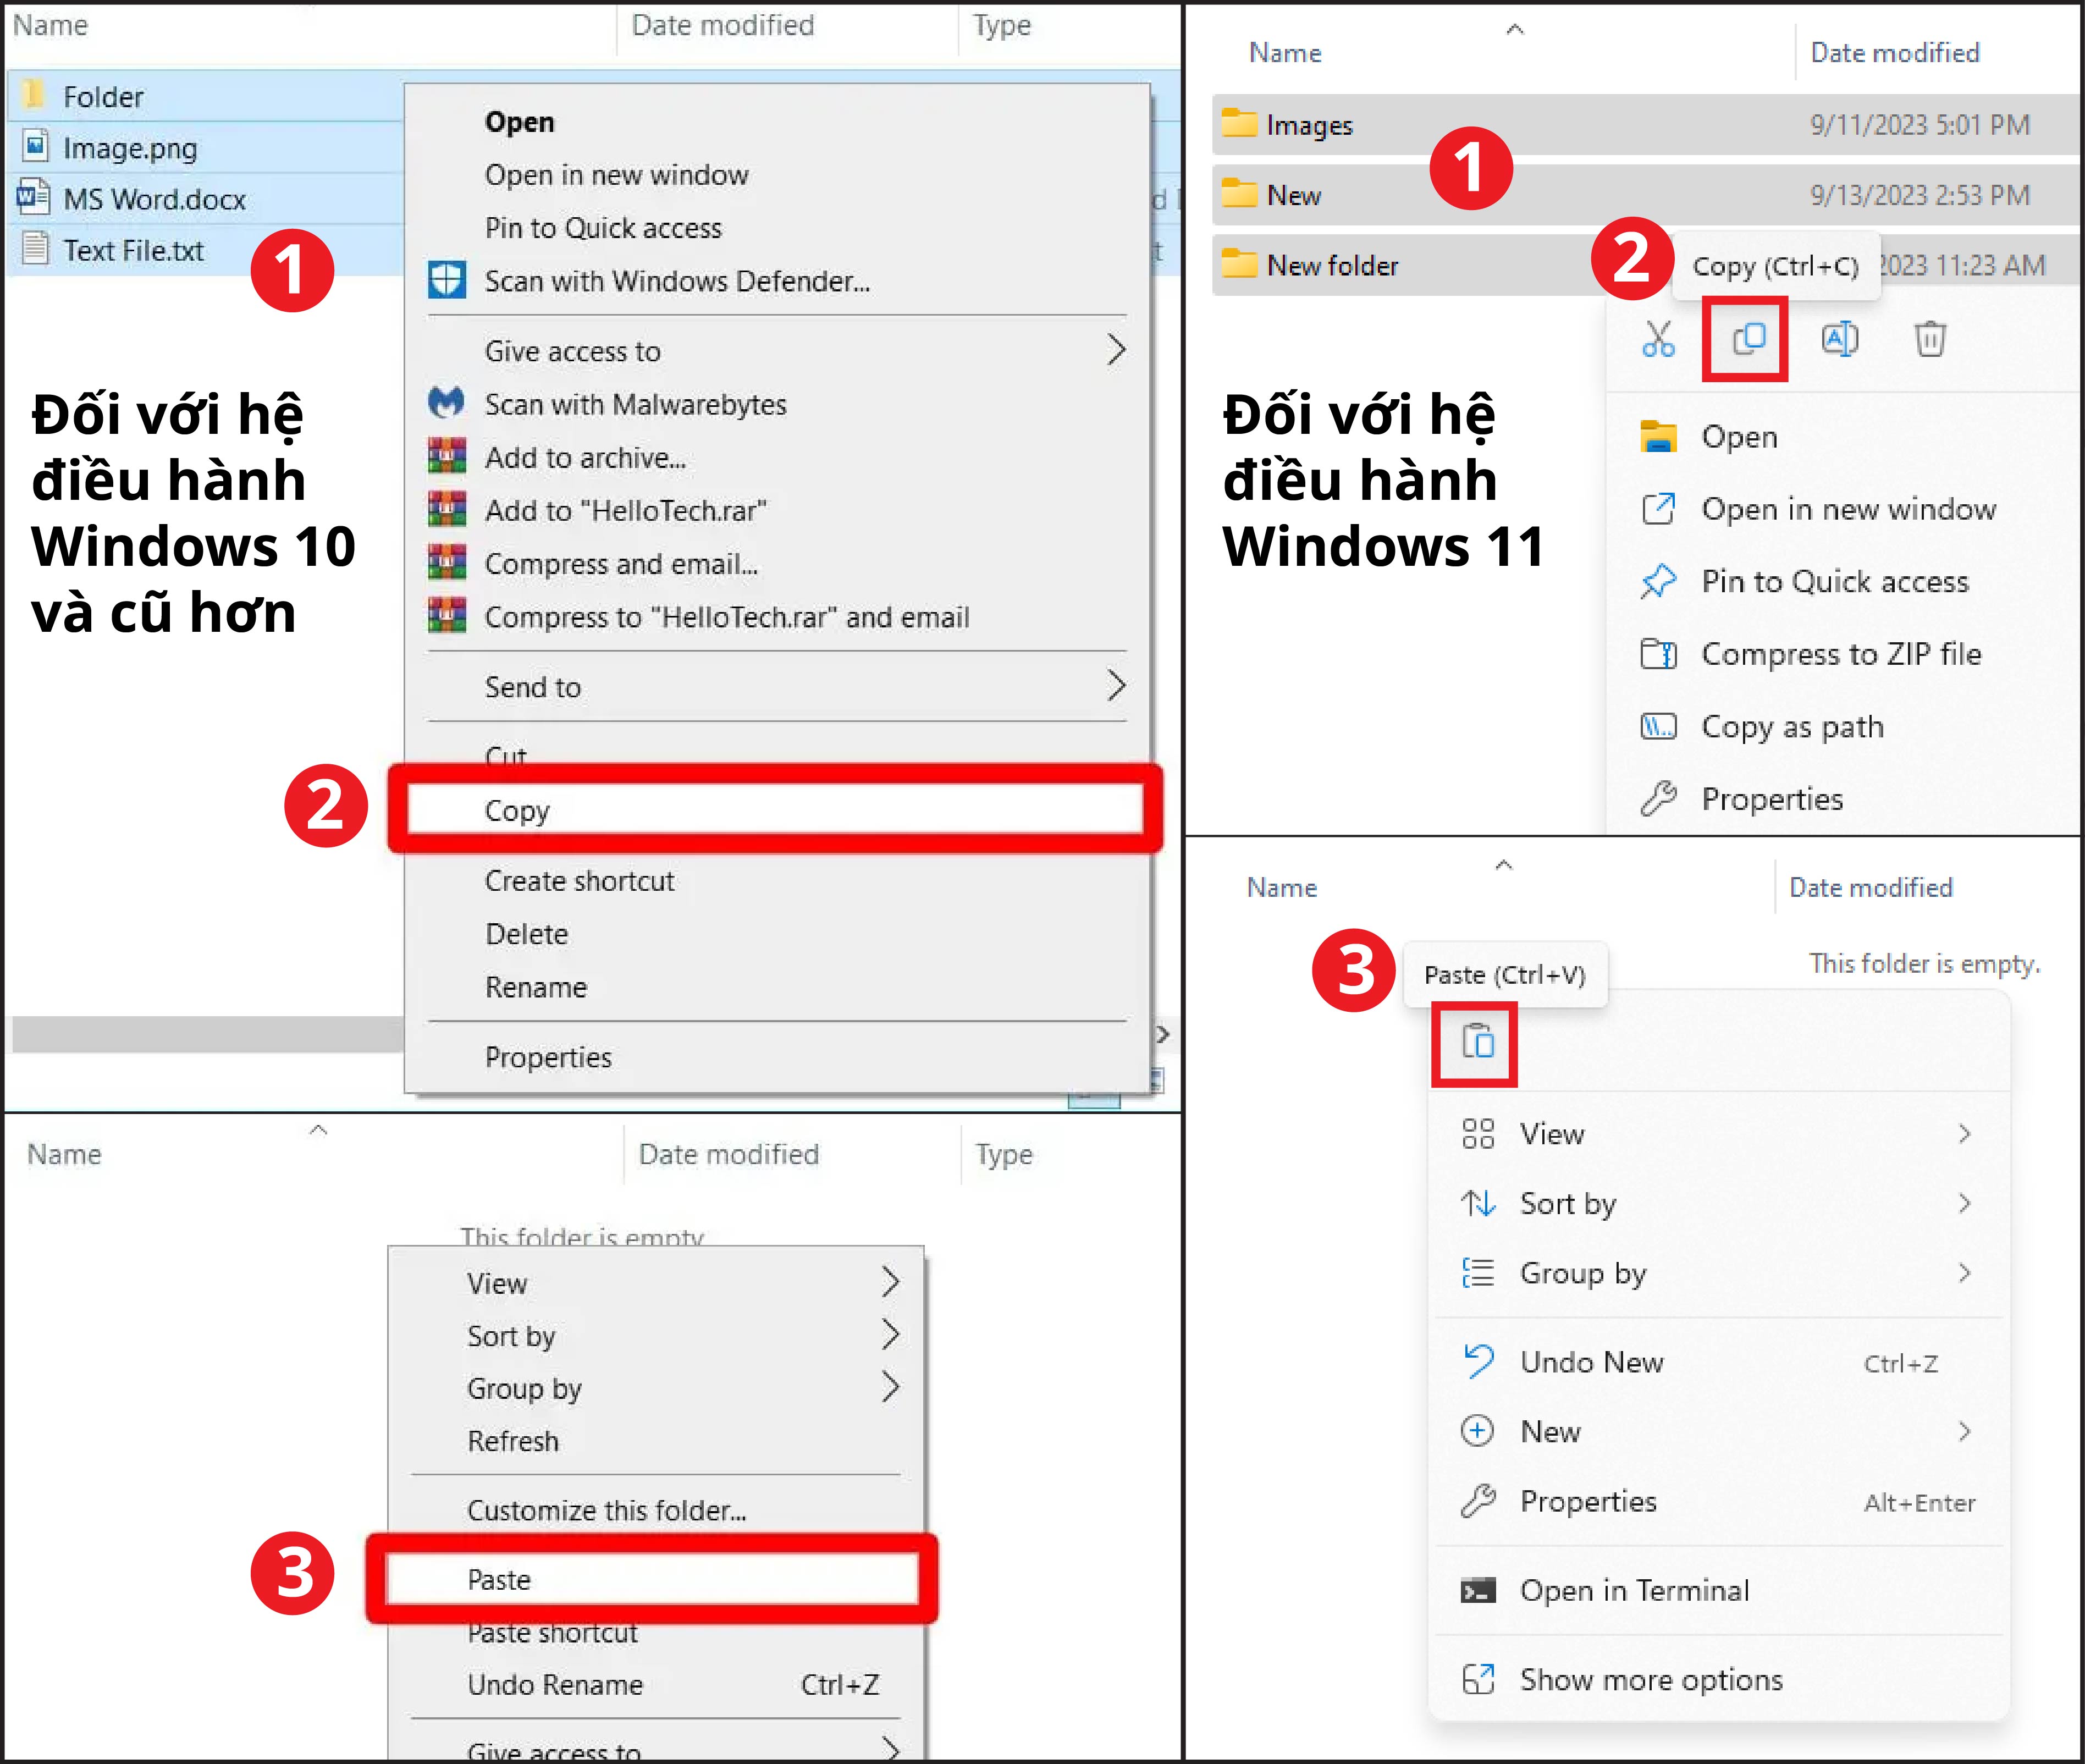 Name Date modified Type
Folder
Image.png
MS Word.docx
Text File.txt
1
Đối với hệ
điều hành
Windows 10
và cũ hơn
Open
Open in new window
Pin to Quick access
Scan with Windows Defender...
Give access to
Scan with Malwarebytes
Add to archive...
Add to "HelloTech.rar"
Compress and email...
Compress to "HelloTech.rar" and email
Send to
Cut
2
Copy
Create shortcut
Delete
Rename
Properties
Name Date modified Type
This folder is empty
View
Sort by
Group by
Refresh
Customize this folder...
3
Paste
Paste shortcut
Undo Rename Ctrl+Z
Give access to
Name Date modified
Images 9/11/2023 5:01 PM
1
New 9/13/2023 2:53 PM
New folder 2023 11:23 AM
2
Copy (Ctrl+C)
Đối với hệ
điều hành
Windows 11
Open
Open in new window
Pin to Quick access
Compress to ZIP file
Copy as path
Properties
Name Date modified
This folder is empty.
3
Paste (Ctrl+V)
View
Sort by
Group by
Undo New Ctrl+Z
New
Properties Alt+Enter
Open in Terminal
Show more options